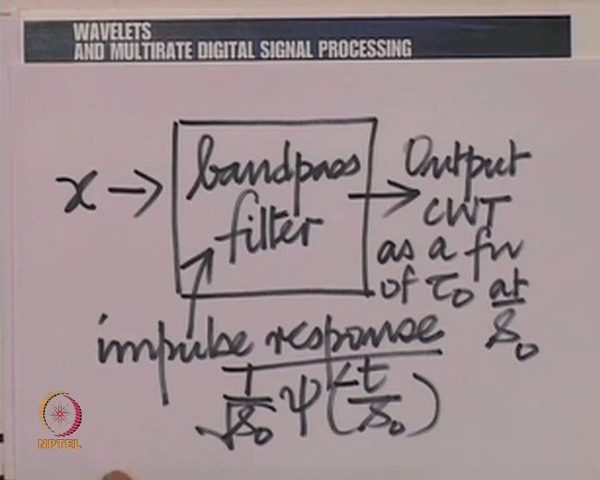 WAVELETS
AND MULTIRATE DIGITAL SIGNAL PROCESSING
x → bandpass filter → Output
CWT
as a fn
of τ₀ at
s₀
impulse response
1/√s₀ ψ(-t/s₀)
NPTEL